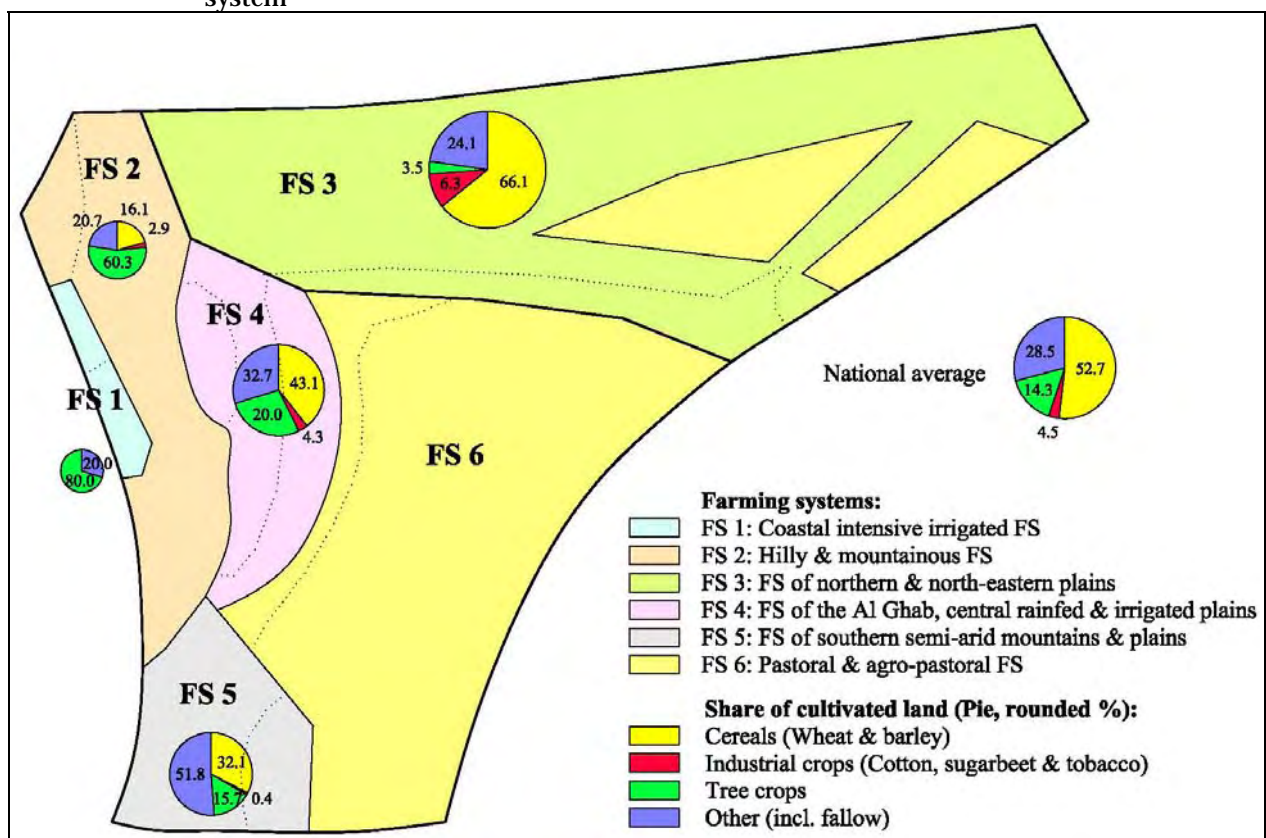 system
FS 2
16.1
20.7
2.9
60.3
FS 3
24.1
3.5
6.3
66.1
FS 4
32.7
43.1
20.0
4.3
FS 1
20.0
80.0
FS 6
National average
28.5
52.7
14.3
4.5
FS 5
51.8
32.1
15.7
0.4
Farming systems:
FS 1: Coastal intensive irrigated FS
FS 2: Hilly & mountainous FS
FS 3: FS of northern & north-eastern plains
FS 4: FS of the Al Ghab, central rainfed & irrigated plains
FS 5: FS of southern semi-arid mountains & plains
FS 6: Pastoral & agro-pastoral FS
Share of cultivated land (Pie, rounded %):
Cereals (Wheat & barley)
Industrial crops (Cotton, sugarbeet & tobacco)
Tree crops
Other (incl. fallow)